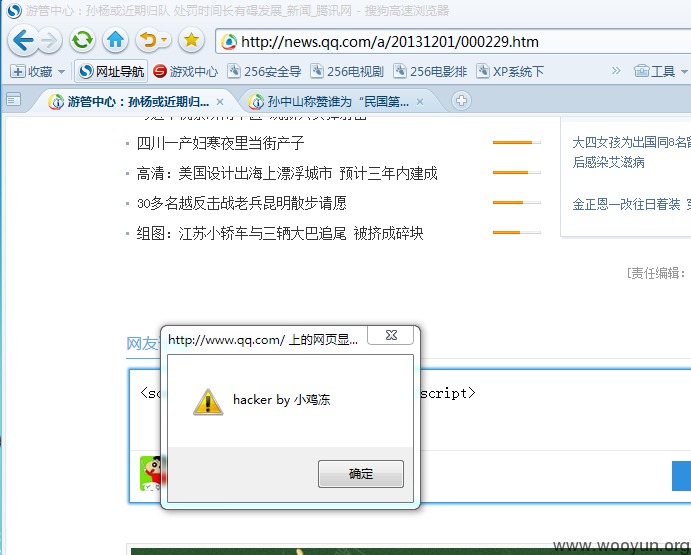 游管中心：孙杨或近期归队 处罚时间长有碍发展_新闻_腾讯网 - 搜狗高速浏览器
http://news.qq.com/a/20131201/000229.htm
收藏 网址导航 游戏中心 256安全导 256电视剧 256电影排 XP系统下 » 工具
游管中心：孙杨或近期归... 孙中山称赞谁为“民国第...
四川一产妇寒夜里当街产子
大四女孩为出国同8名
高清：美国设计出海上漂浮城市 预计三年内建成
后感染艾滋病
30多名越反击战老兵昆明散步请愿
金正恩一改往日着装
组图：江苏小轿车与三辆大巴追尾 被挤成碎块
[责任编辑：
网友
http://www.qq.com/ 上的网页显...
<sc
script>
hacker by 小鸡冻
确定
www.wooyun.org